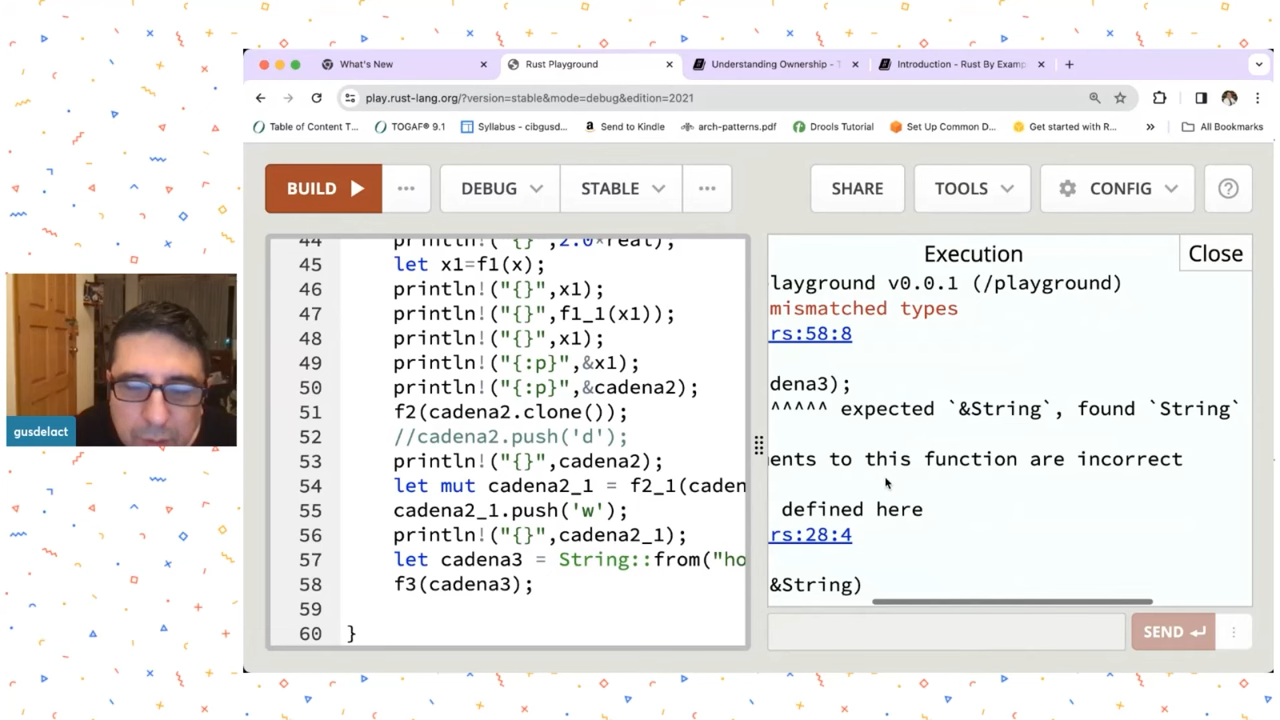 What's New
Rust Playground
Understanding Ownership - T
Introduction - Rust By Examp
play.rust-lang.org/?version=stable&mode=debug&edition=2021
Table of Content T...
TOGAF® 9.1
Syllabus - cibgusd...
Send to Kindle
arch-patterns.pdf
Drools Tutorial
Set Up Common D...
Get started with R...
All Bookmarks
BUILD
DEBUG
STABLE
SHARE
TOOLS
CONFIG
44 println!("{}",2.0*real);
45 let x1=f1(x);
46 println!("{}",x1);
47 println!("{}",f1_1(x1));
48 println!("{}",x1);
49 println!("{:p}",&x1);
50 println!("{:p}",&cadena2);
51 f2(cadena2.clone());
52 //cadena2.push('d');
53 println!("{}",cadena2);
54 let mut cadena2_1 = f2_1(caden
55 cadena2_1.push('w');
56 println!("{}",cadena2_1);
57 let cadena3 = String::from("ho
58 f3(cadena3);
59
60 }
Execution
Close
layground v0.0.1 (/playground)
mismatched types
rs:58:8
dena3);
^^^^^ expected `&String`, found `String`
ents to this function are incorrect
defined here
rs:28:4
&String)
SEND
gusdelact